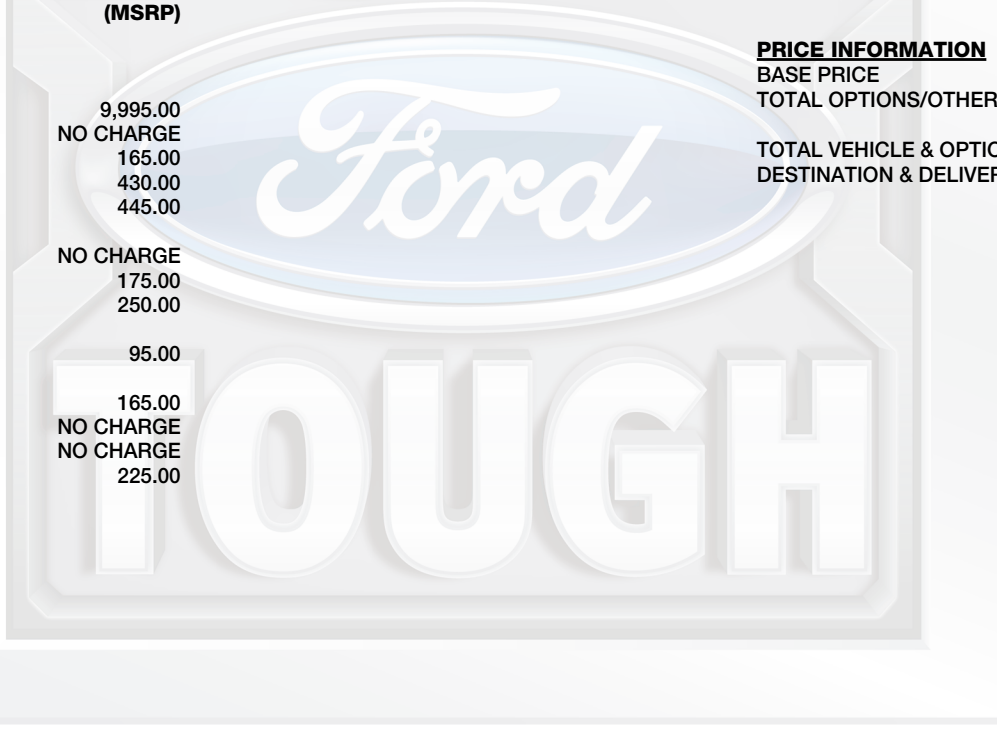 (MSRP)
9,995.00
NO CHARGE
165.00
430.00
445.00
NO CHARGE
175.00
250.00
95.00
165.00
NO CHARGE
NO CHARGE
225.00
PRICE INFORMATION
BASE PRICE
TOTAL OPTIONS/OTHER
TOTAL VEHICLE & OPTIO
DESTINATION & DELIVER
Ford
TOUGH